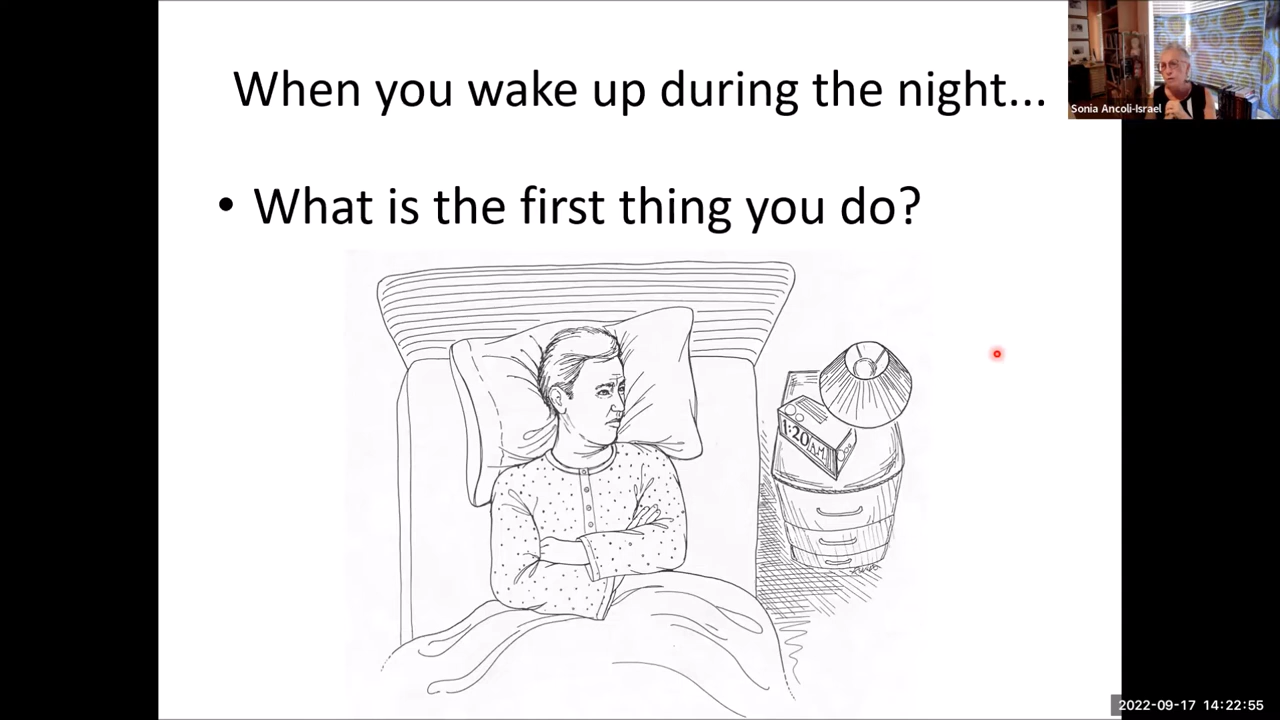 When you wake up during the night...
Sonia Ancoli-Israel
• What is the first thing you do?
1:20 A.M.
2022-09-17 14:22:55